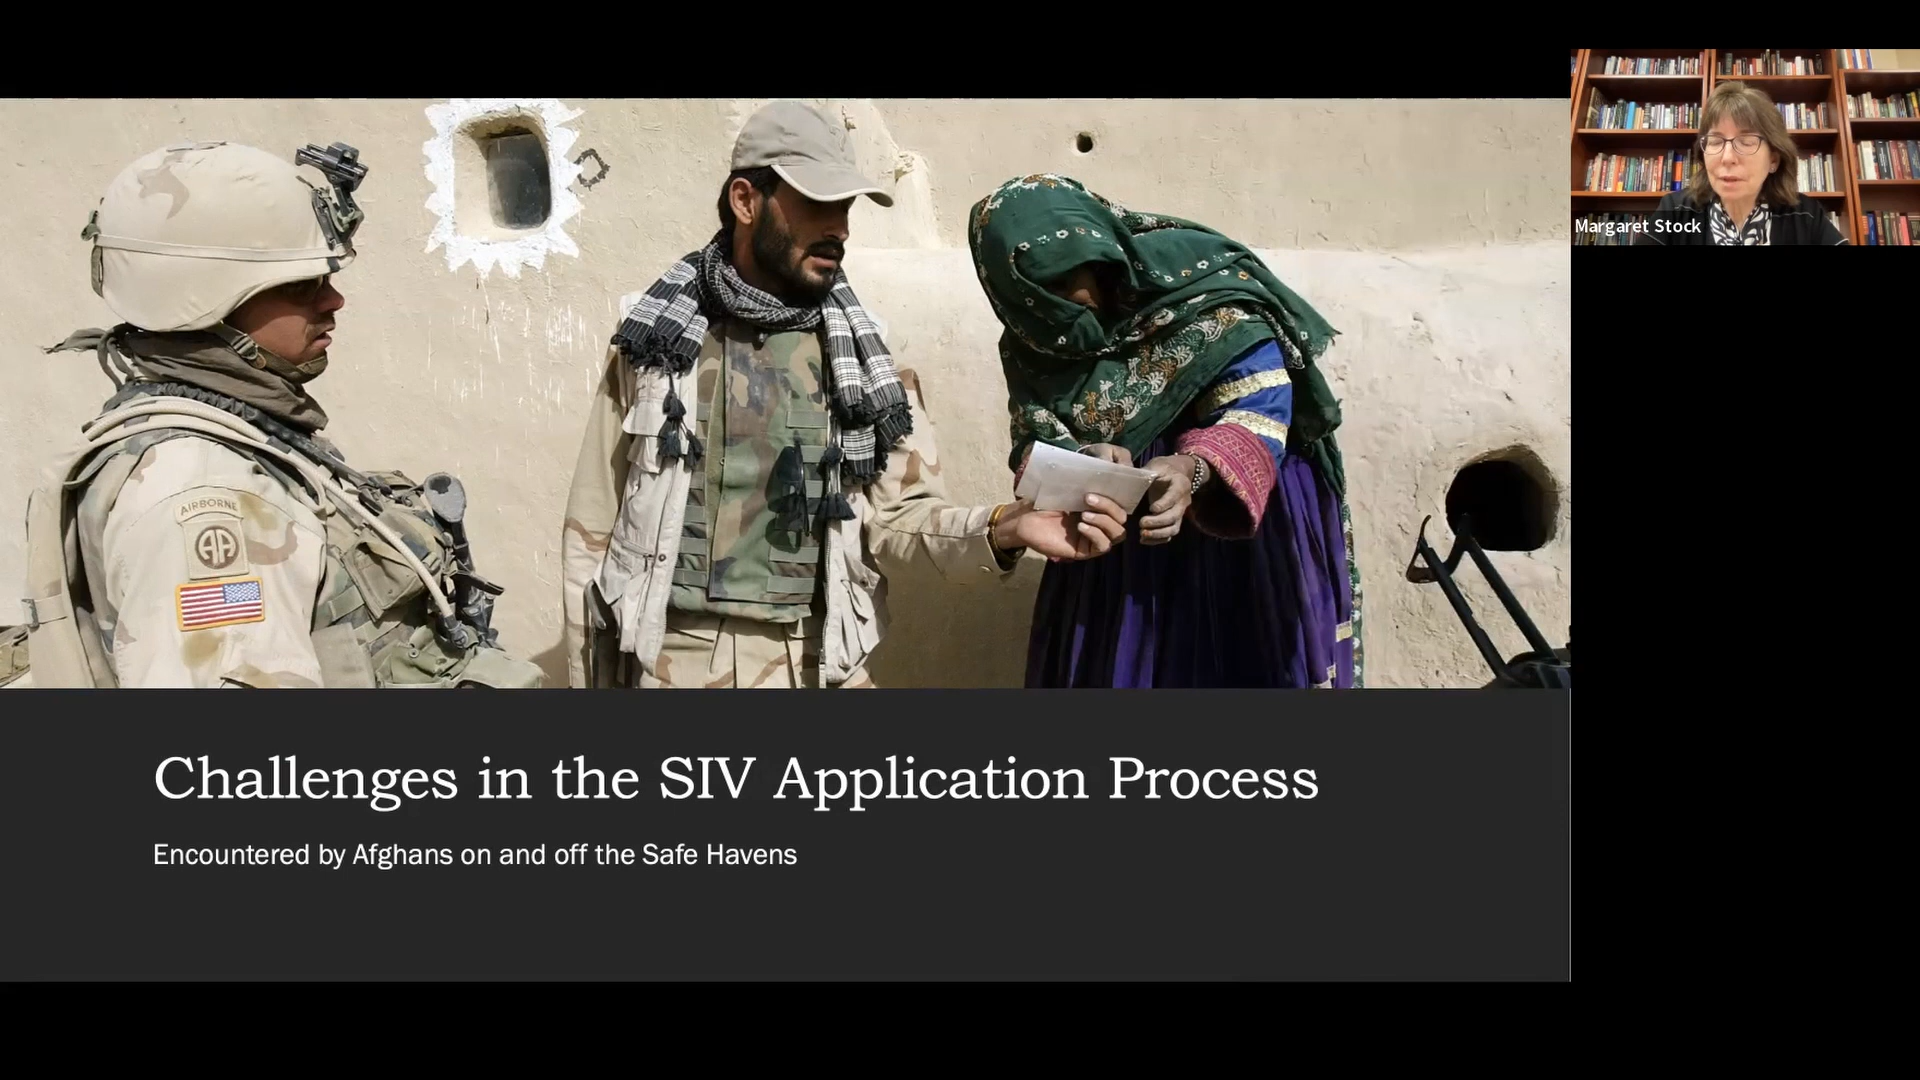 Margaret Stock
AIRBORNE
AA
Challenges in the SIV Application Process
Encountered by Afghans on and off the Safe Havens